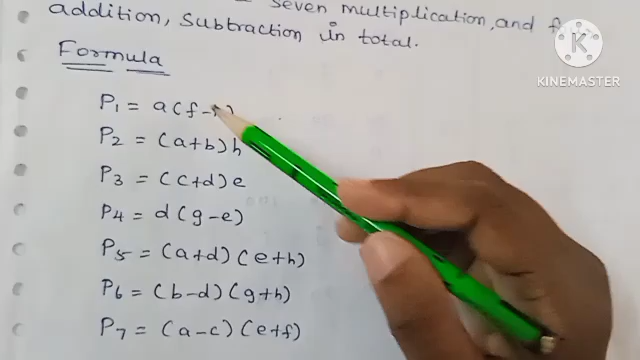 seven multiplication, and
addition, subtraction in total.
KINEMASTER
Formula
P1 = a(f-h)
P2 = (a+b)h
P3 = (c+d)e
P4 = d(g-e)
P5 = (a+d)(e+h)
P6 = (b-d)(g+h)
P7 = (a-c)(e+f)